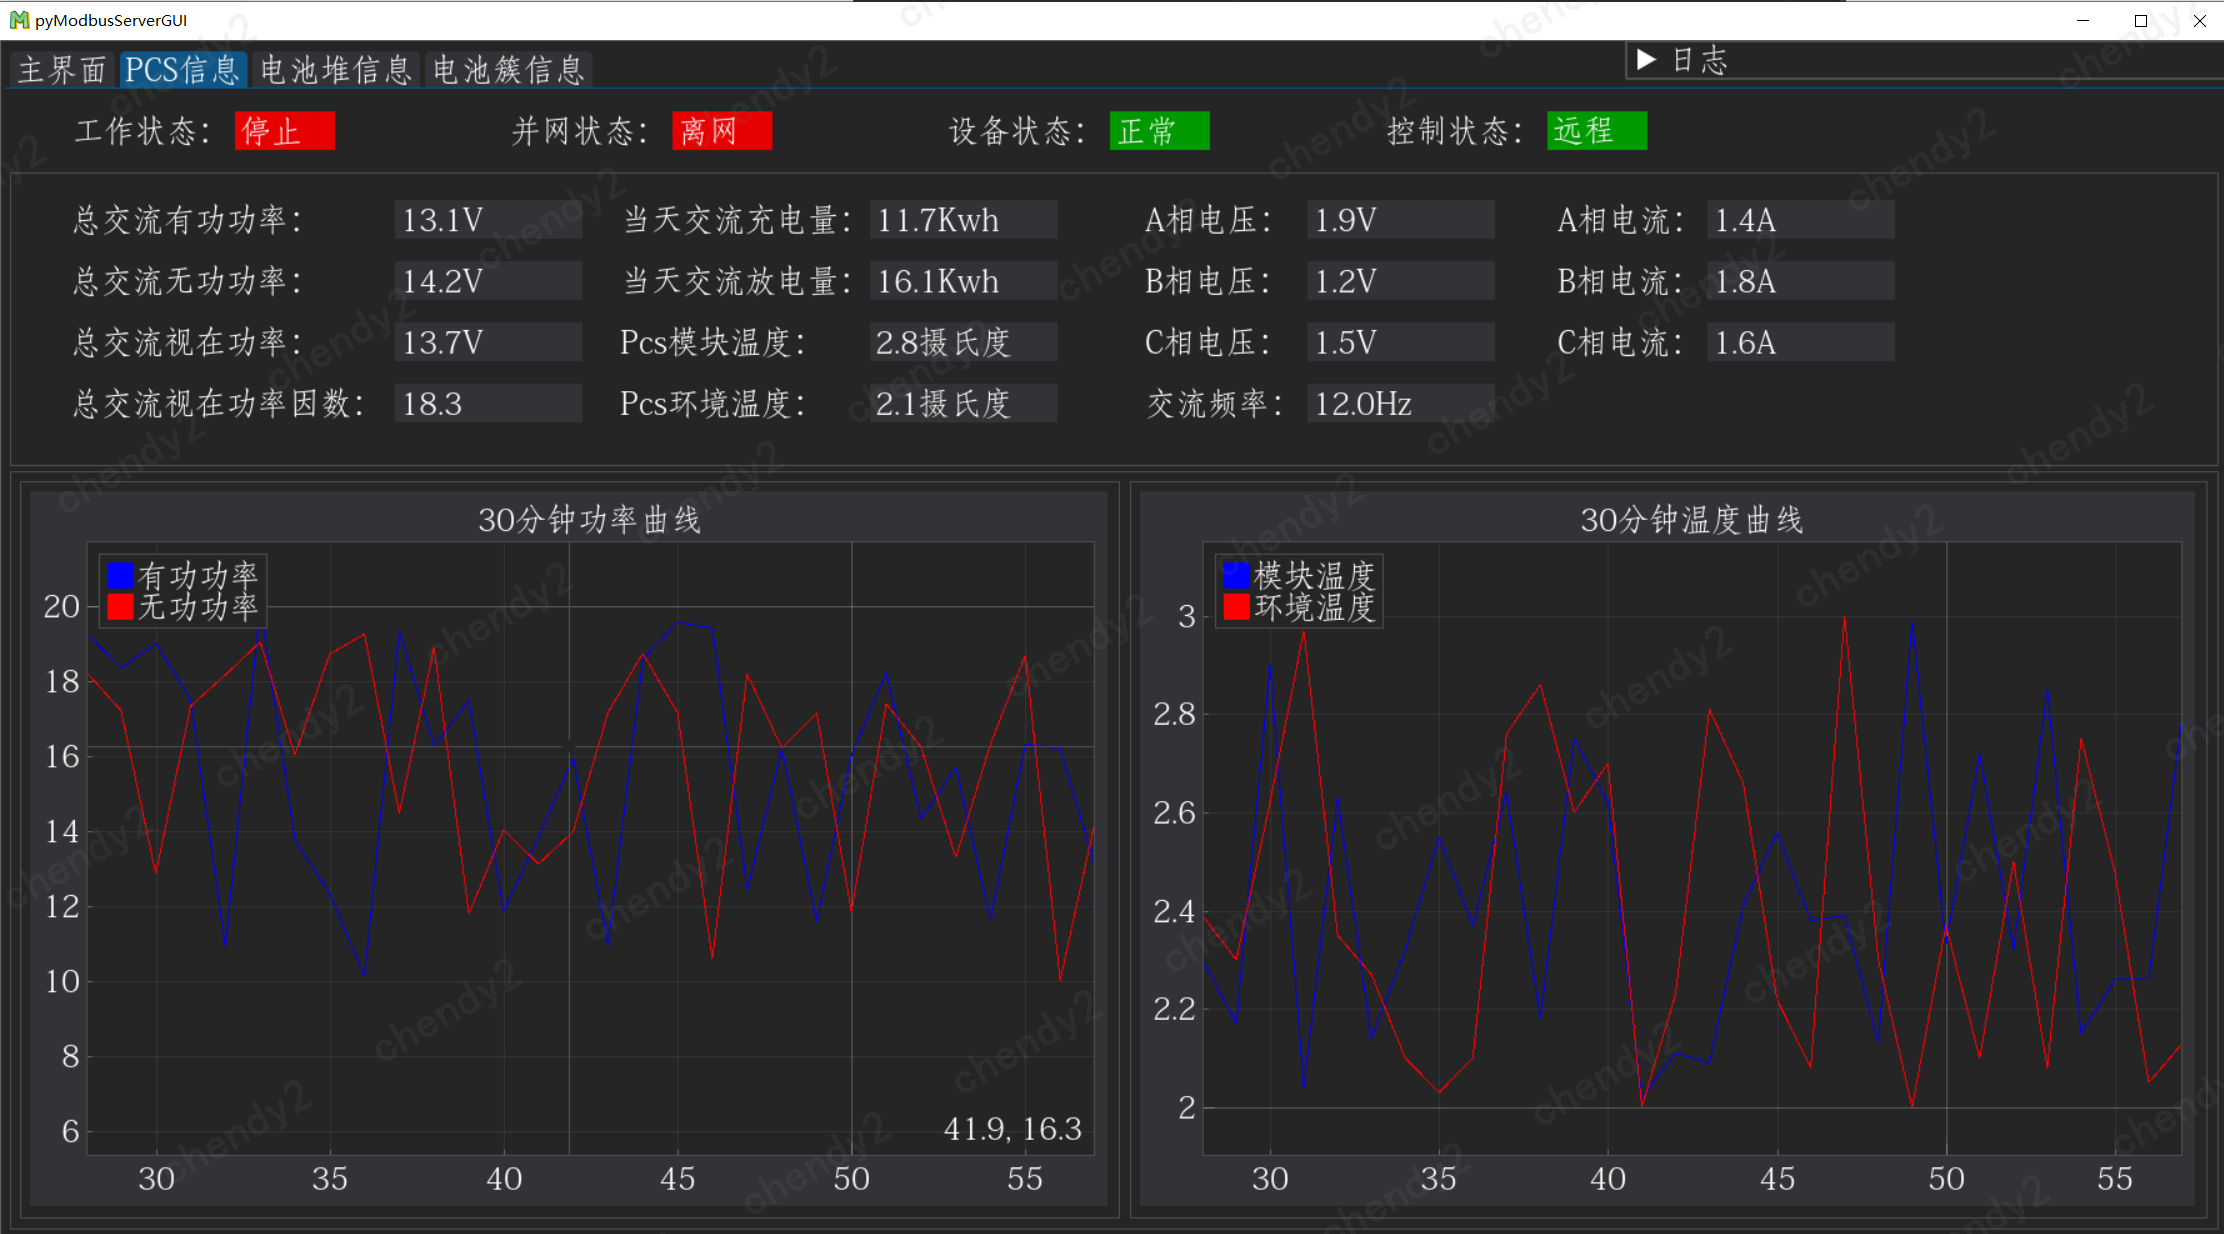 pyModbusServerGUI
主界面 PCS信息 电池堆信息 电池簇信息 ▶ 日志
工作状态: 停止 并网状态: 离网 设备状态: 正常 控制状态: 远程
总交流有功功率: 13.1V 当天交流充电量: 11.7Kwh A相电压: 1.9V A相电流: 1.4A
总交流无功功率: 14.2V 当天交流放电量: 16.1Kwh B相电压: 1.2V B相电流: 1.8A
总交流视在功率: 13.7V Pcs模块温度: 2.8摄氏度 C相电压: 1.5V C相电流: 1.6A
总交流视在功率因数: 18.3 Pcs环境温度: 2.1摄氏度 交流频率: 12.0Hz
30分钟功率曲线
有功功率
无功功率
20
18
16
14
12
10
8
6
41.9, 16.3
30 35 40 45 50 55
30分钟温度曲线
模块温度
环境温度
3
2.8
2.6
2.4
2.2
2
30 35 40 45 50 55
chendy2